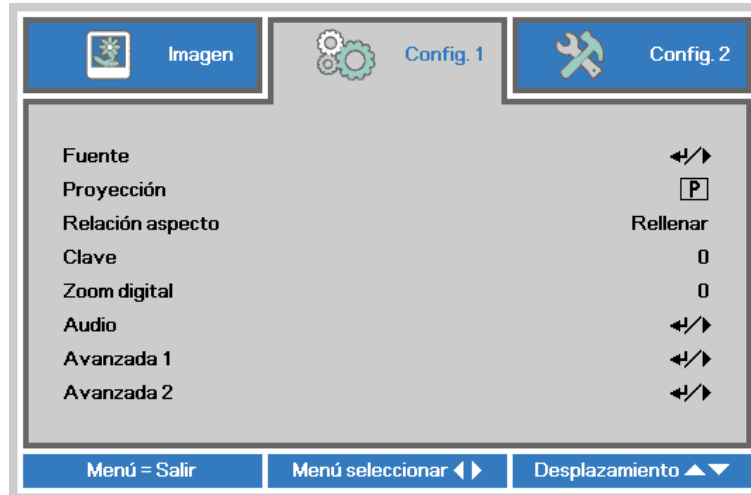 Imagen Config. 1 Config. 2
Fuente ↵/▶
Proyección P
Relación aspecto Rellenar
Clave 0
Zoom digital 0
Audio ↵/▶
Avanzada 1 ↵/▶
Avanzada 2 ↵/▶
Menú = Salir Menú seleccionar ◀▶ Desplazamiento ▲▼